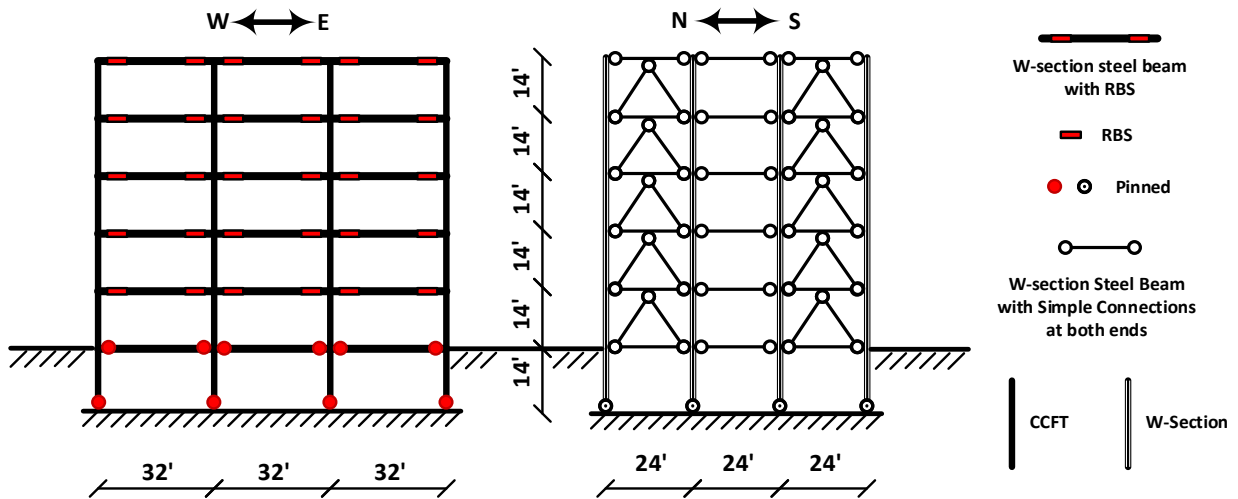 W E
N S
14'
14'
14'
14'
14'
14'
32'
32'
32'
24'
24'
24'
W-section steel beam
with RBS
RBS
Pinned
W-section Steel Beam
with Simple Connections
at both ends
CCFT
W-Section